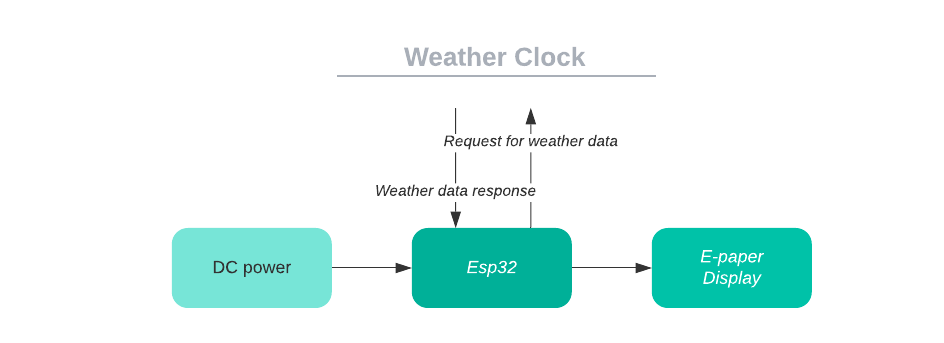 Weather Clock
Request for weather data
Weather data response
DC power
Esp32
E-paper
Display